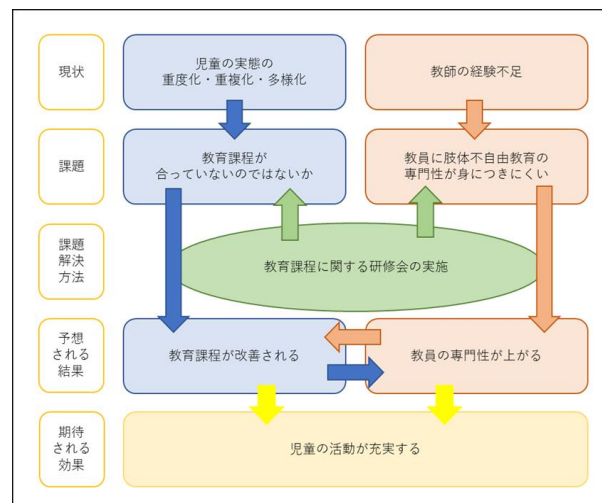 現状
児童の実態の
重度化・重複化・多様化
教師の経験不足
課題
教育課程が
合っていないのではないか
教員に肢体不自由教育の
専門性が身につきにくい
課題
解決
方法
教育課程に関する研修会の実施
予想
される
結果
教育課程が改善される
教員の専門性が上がる
期待
される
効果
児童の活動が充実する